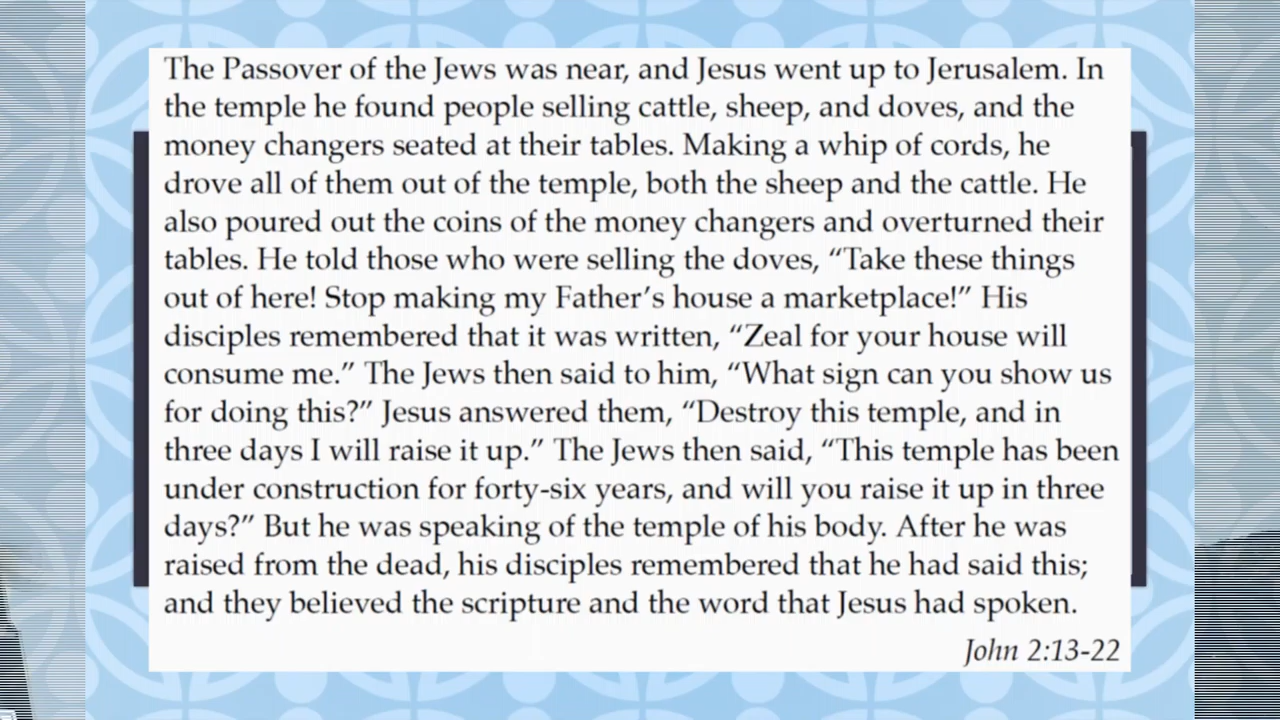 The Passover of the Jews was near, and Jesus went up to Jerusalem. In
the temple he found people selling cattle, sheep, and doves, and the
money changers seated at their tables. Making a whip of cords, he
drove all of them out of the temple, both the sheep and the cattle. He
also poured out the coins of the money changers and overturned their
tables. He told those who were selling the doves, “Take these things
out of here! Stop making my Father’s house a marketplace!” His
disciples remembered that it was written, “Zeal for your house will
consume me.” The Jews then said to him, “What sign can you show us
for doing this?” Jesus answered them, “Destroy this temple, and in
three days I will raise it up.” The Jews then said, “This temple has been
under construction for forty-six years, and will you raise it up in three
days?” But he was speaking of the temple of his body. After he was
raised from the dead, his disciples remembered that he had said this;
and they believed the scripture and the word that Jesus had spoken.
John 2:13-22